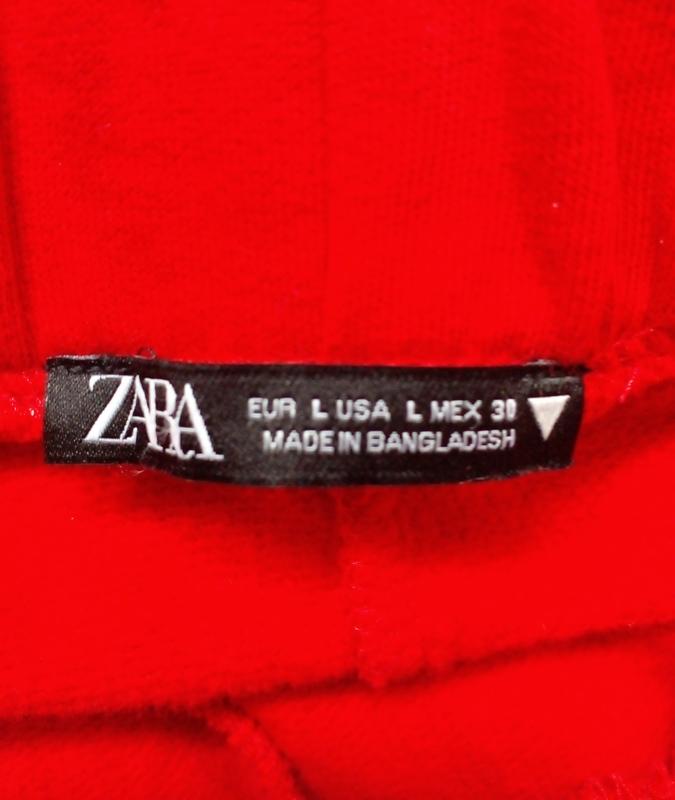 ZARA
EUR L USA L MEX 30
MADE IN BANGLADESH